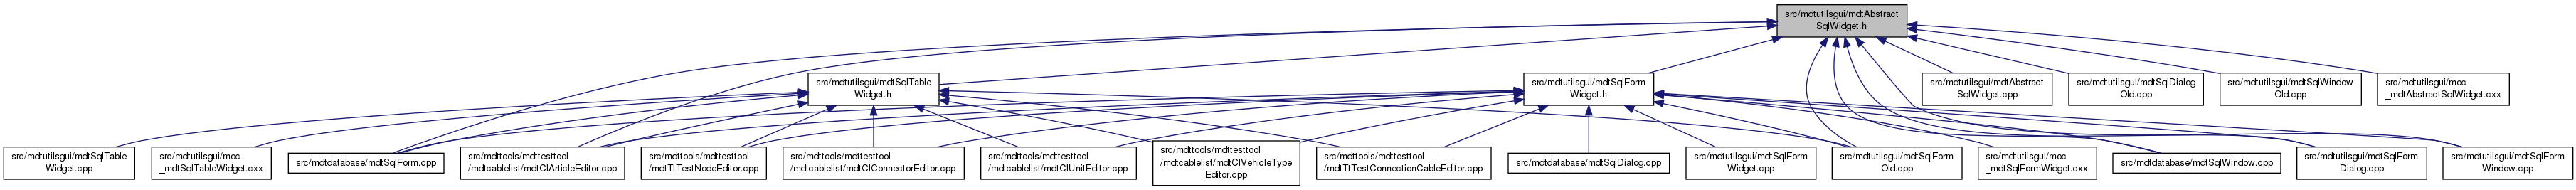 src/mdtutilsgui/mdtAbstract
SqlWidget.h
src/mdtutilsgui/mdtSqlTable
Widget.h
src/mdtutilsgui/mdtSqlForm
Widget.h
src/mdtutilsgui/mdtAbstract
SqlWidget.cpp
src/mdtutilsgui/mdtSqlDialog
Old.cpp
src/mdtutilsgui/mdtSqlWindow
Old.cpp
src/mdtutilsgui/moc
_mdtAbstractSqlWidget.cxx
src/mdtutilsgui/mdtSqlTable
Widget.cpp
src/mdtutilsgui/moc
_mdtSqlTableWidget.cxx
src/mdtdatabase/mdtSqlForm.cpp
src/mdttools/mdttesttool
/mdtcablelist/mdtClArticleEditor.cpp
src/mdttools/mdttesttool
/mdtTtTestNodeEditor.cpp
src/mdttools/mdttesttool
/mdtcablelist/mdtClConnectorEditor.cpp
src/mdttools/mdttesttool
/mdtcablelist/mdtClUnitEditor.cpp
src/mdttools/mdttesttool
/mdtcablelist/mdtClVehicleType
Editor.cpp
src/mdttools/mdttesttool
/mdtTtTestConnectionCableEditor.cpp
src/mdtdatabase/mdtSqlDialog.cpp
src/mdtutilsgui/mdtSqlForm
Widget.cpp
src/mdtutilsgui/mdtSqlForm
Old.cpp
src/mdtutilsgui/moc
_mdtSqlFormWidget.cxx
src/mdtdatabase/mdtSqlWindow.cpp
src/mdtutilsgui/mdtSqlForm
Dialog.cpp
src/mdtutilsgui/mdtSqlForm
Window.cpp